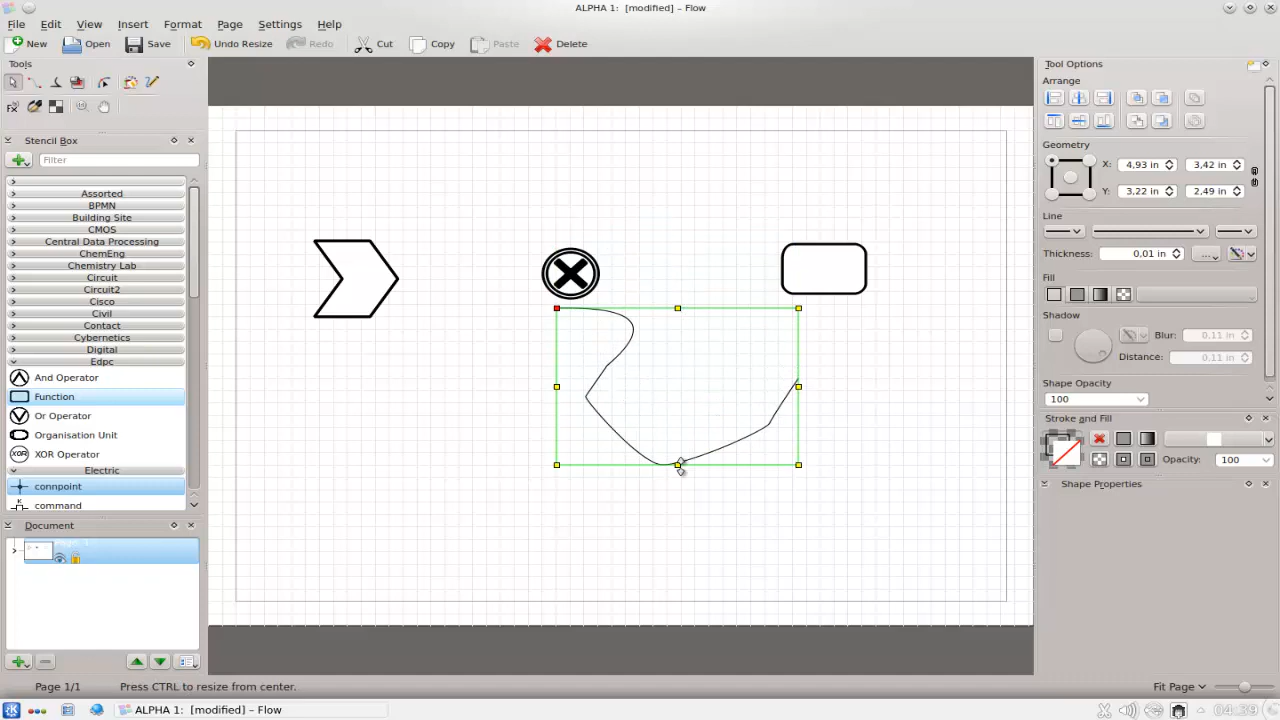 ALPHA 1:  [modified] – Flow
File Edit View Insert Format Page Settings Help
New Open Save Undo Resize Redo Cut Copy Paste Delete
Tools
Stencil Box
Filter
Assorted
BPMN
Building Site
CMOS
Central Data Processing
ChemEng
Chemistry Lab
Circuit
Circuit2
Cisco
Civil
Contact
Cybernetics
Digital
Edpc
And Operator
Function
Or Operator
Organisation Unit
XOR XOR Operator
Electric
connpoint
K command
Document
Page 1
Tool Options
Arrange
Geometry
X: 4,93 in 3,42 in
Y: 3,22 in 2,49 in
Line
Thickness: 0,01 in ...
Fill
Shadow
Blur: 0.11 in
Distance: 0.11 in
Shape Opacity
100
Stroke and Fill
Opacity: 100
Shape Properties
Page 1/1 Press CTRL to resize from center. Fit Page
ALPHA 1:  [modified] – Flow 04:39